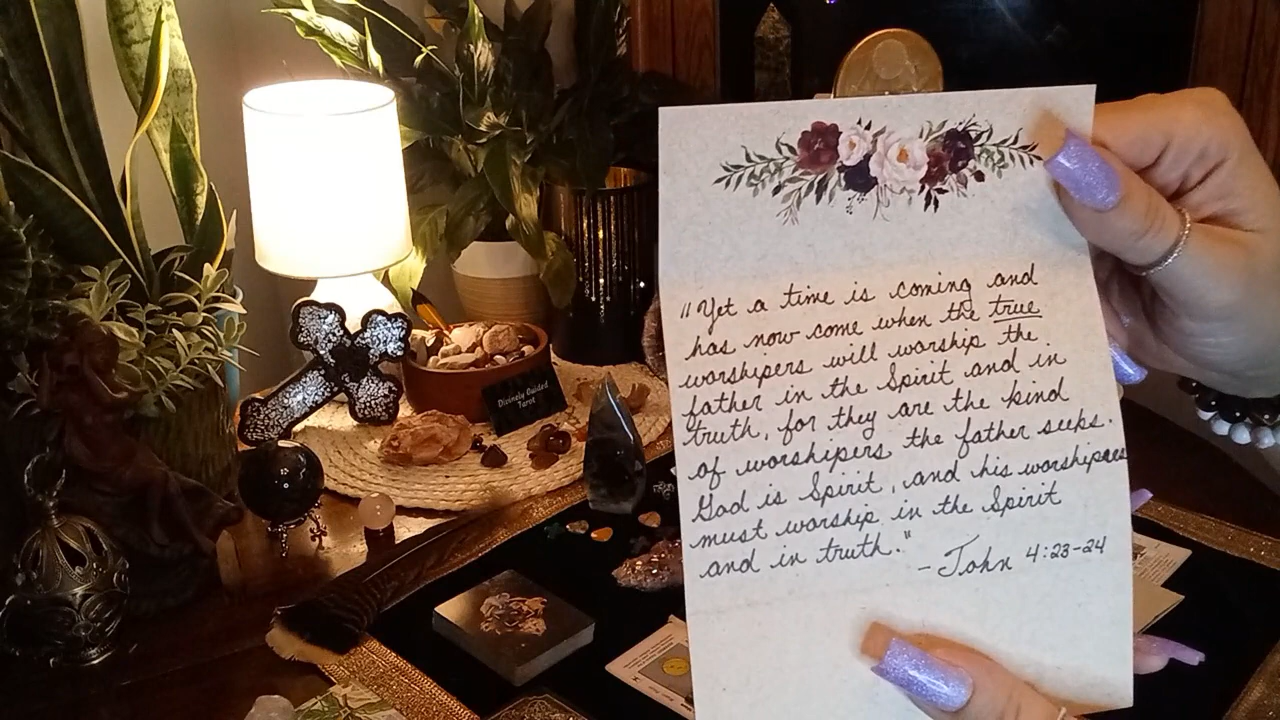 Divinely Guided
Tarot
"Yet a time is coming and
has now come when the true
worshipers will worship the
father in the Spirit and in
truth, for they are the kind
of worshipers the father seeks.
God is Spirit, and his worshipers
must worship in the Spirit
and in truth."
- John 4:23-24